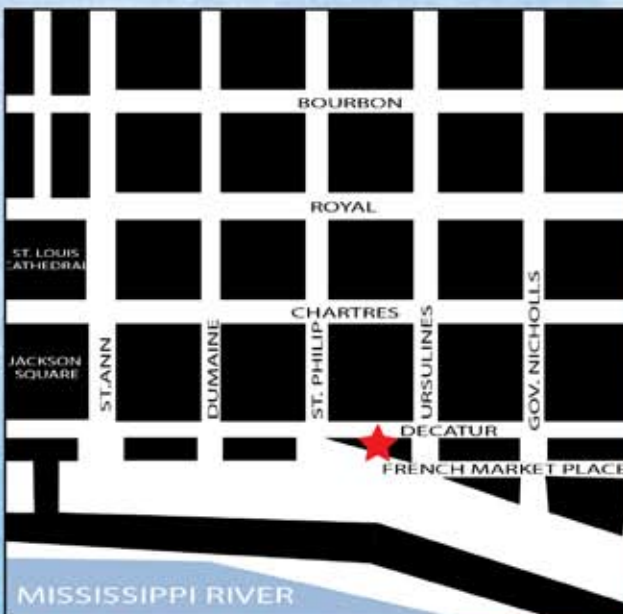 BOURBON
ROYAL
ST. LOUIS
CATHEDRAL
CHARTRES
JACKSON
SQUARE
ST.ANN
DUMAINE
ST. PHILIP
URSULINES
GOV. NICHOLLS
DECATUR
FRENCH MARKET PLACE
MISSISSIPPI RIVER